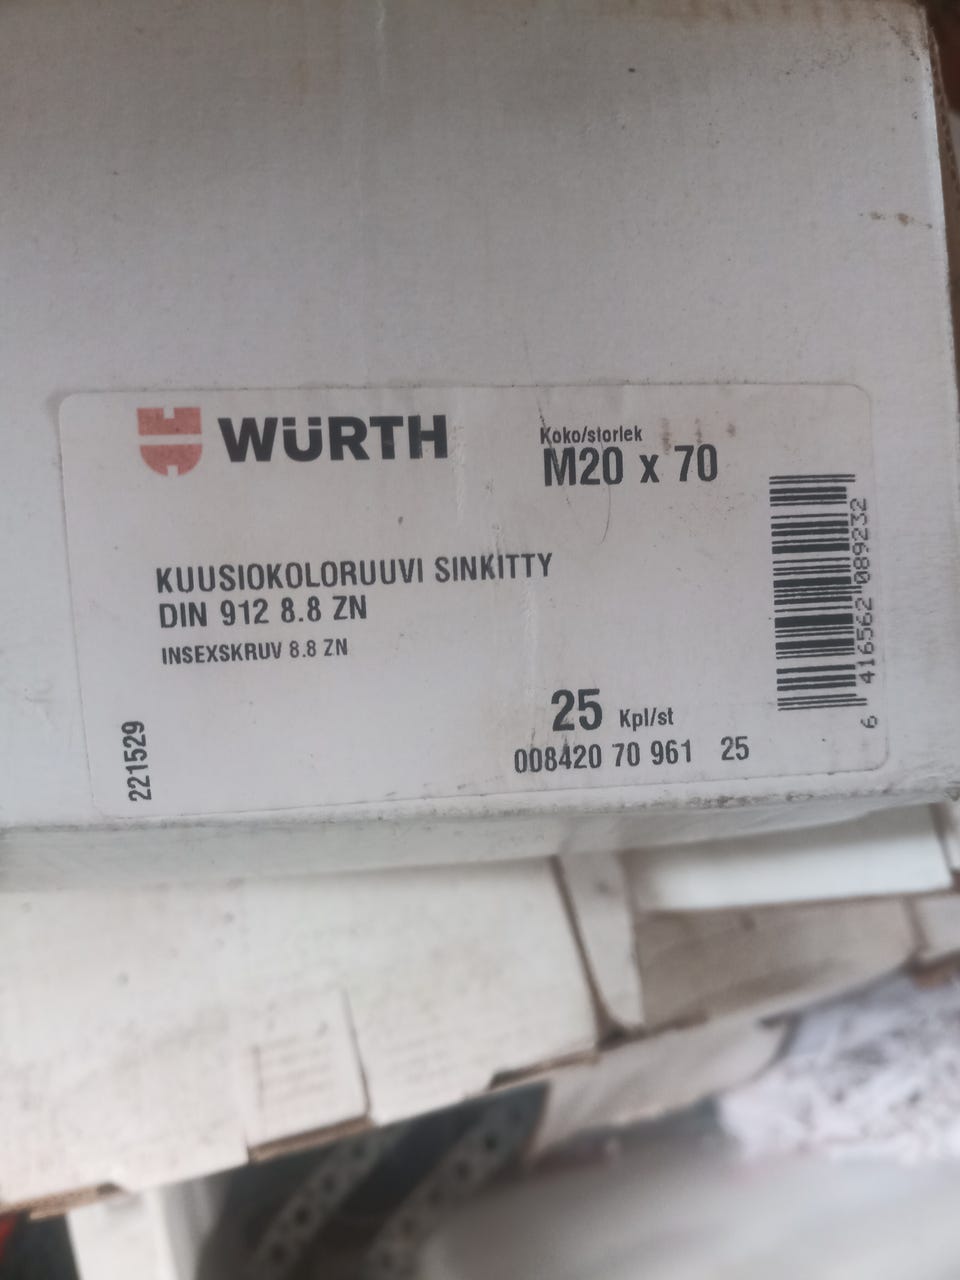 WÜRTH
Koko/storlek
M20 x 70
KUUSIOKOLORUUVI SINKITTY
DIN 912 8.8 ZN
INSEXSKRUV 8.8 ZN
25 Kpl/st
008420 70 961 25
221529
6 416562 089232